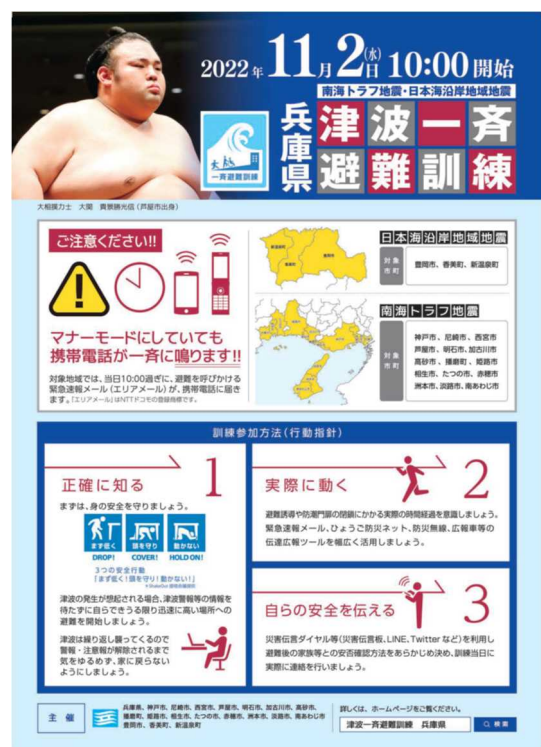 2022年11月2日(水)10:00開始
南海トラフ地震・日本海沿岸地域地震
兵庫県
津波一斉
避難訓練
一斉避難訓練
大相撲力士 大関 貴景勝光信(芦屋市出身)
ご注意ください!!
マナーモードにしていても
携帯電話が一斉に鳴ります!!
対象地域では、当日10:00過ぎに、避難を呼びかける
緊急速報メール(エリアメール)が、携帯電話に届き
ます。「エリアメール」はNTTドコモの登録商標です。
日本海沿岸地域地震
対象
市町
豊岡市、香美町、新温泉町
南海トラフ地震
対象
市町
神戸市、尼崎市、西宮市
芦屋市、明石市、加古川市
高砂市、播磨町、姫路市
相生市、たつの市、赤穂市
洲本市、淡路市、南あわじ市
訓練参加方法(行動指針)
1
正確に知る
まずは、身の安全を守りましょう。
まず低く
頭を守り
動かない
DROP!
COVER!
HOLD ON!
3つの安全行動
「まず低く!頭を守り!動かない!」
津波の発生が想起される場合、津波警報等の情報を
待たずに自らできうる限り迅速に高い場所への
避難を開始しましょう。
津波は繰り返し襲ってくるので
警報・注意報が解除されるまで
気をゆるめず、家に戻らない
ようにしましょう。
2
実際に動く
避難誘導や防潮門扉の閉鎖にかかる実際の時間経過を意識しましょう。
緊急速報メール、ひょうご防災ネット、防災無線、広報車等の
伝達広報ツールを幅広く活用しましょう。
3
自らの安全を伝える
災害伝言ダイヤル等(災害伝言板、LINE、Twitter など)を利用し
避難後の家族等との安否確認方法をあらかじめ決め、訓練当日に
実際に連絡を行いましょう。
主催
兵庫県、神戸市、尼崎市、西宮市、芦屋市、明石市、加古川市、高砂市、
播磨町、姫路市、相生市、たつの市、赤穂市、洲本市、淡路市、南あわじ市
豊岡市、香美町、新温泉町
詳しくは、ホームページをご覧ください。
津波一斉避難訓練 兵庫県
検索